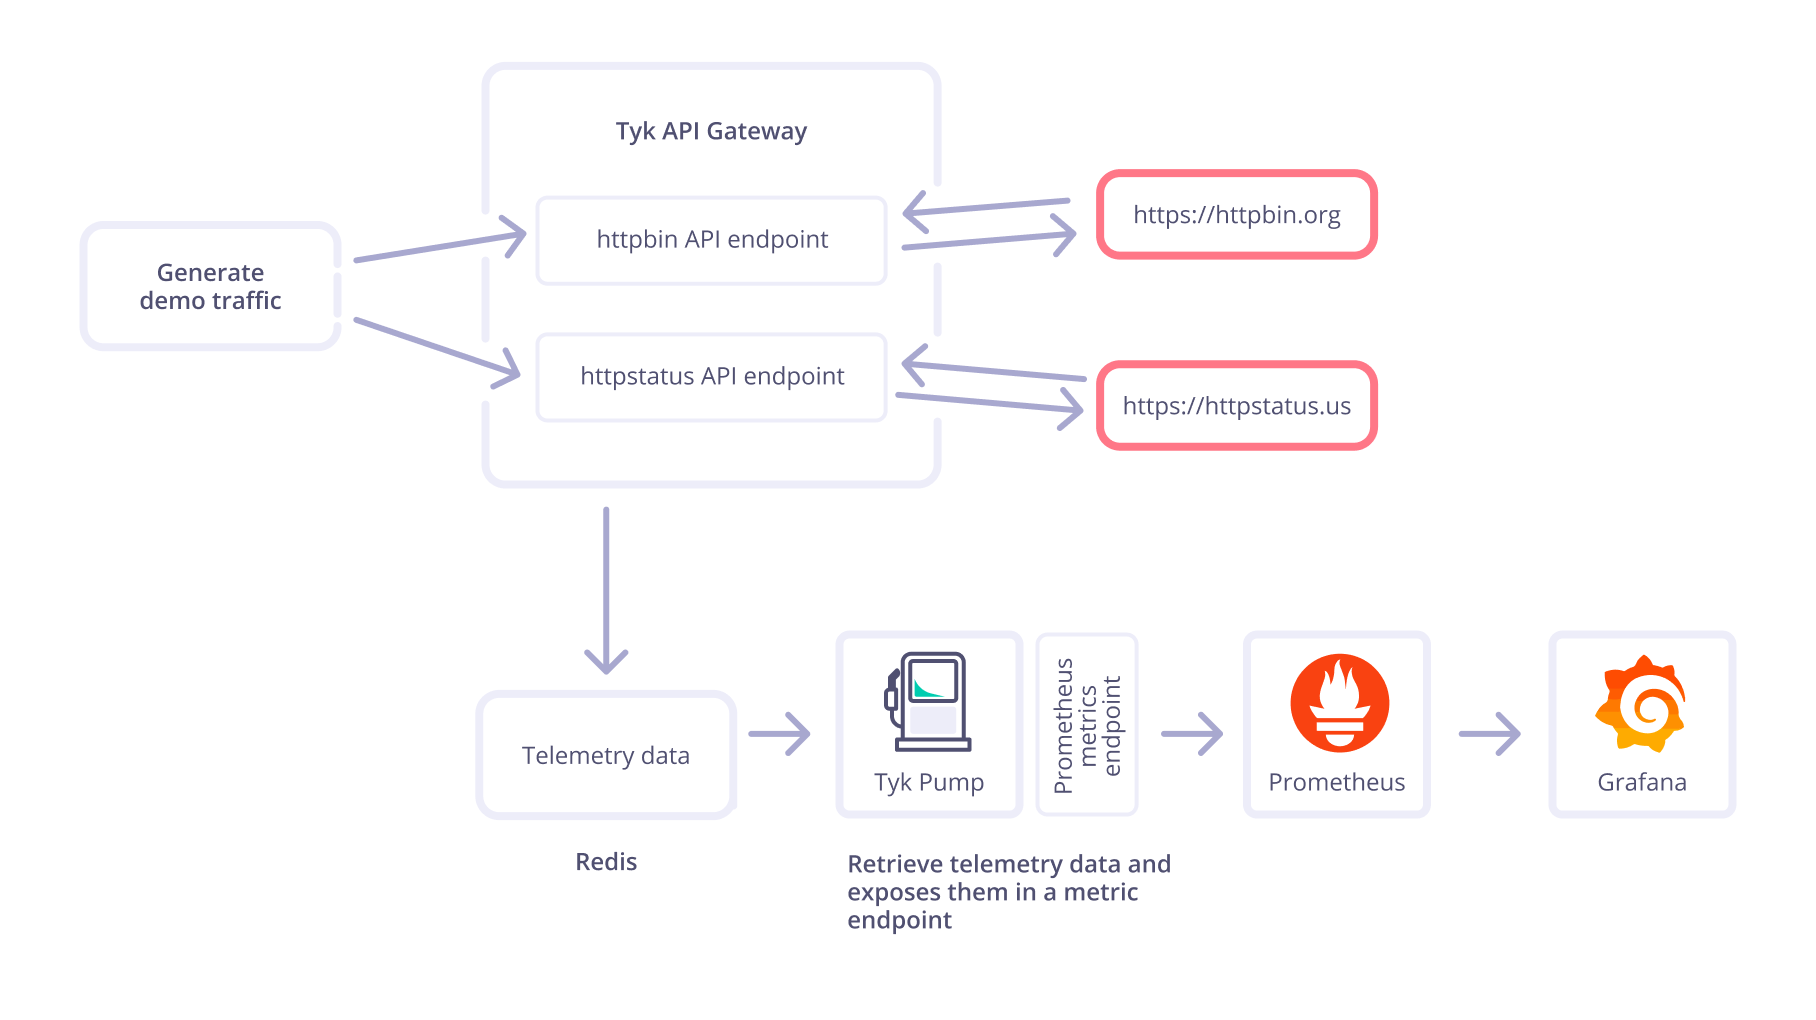 Tyk API Gateway
Generate
demo traffic
httpbin API endpoint
https://httpbin.org
httpstatus API endpoint
https://httpstatus.us
Telemetry data
Redis
Tyk Pump
Prometheus
metrics
endpoint
Retrieve telemetry data and
exposes them in a metric
endpoint
Prometheus
Grafana